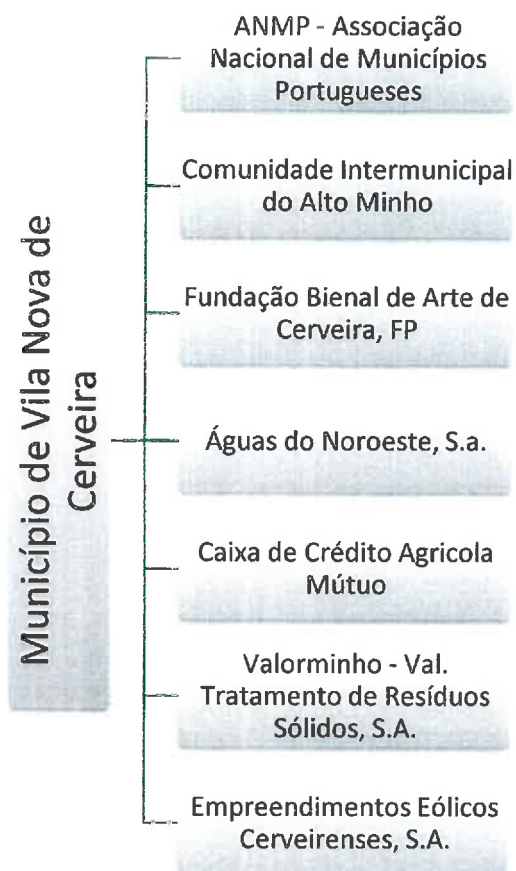 Município de Vila Nova de
Cerveira
ANMP - Associação
Nacional de Municípios
Portugueses
Comunidade Intermunicipal
do Alto Minho
Fundação Bienal de Arte de
Cerveira, FP
Águas do Noroeste, S.a.
Caixa de Crédito Agricola
Mútuo
Valorminho - Val.
Tratamento de Resíduos
Sólidos, S.A.
Empreendimentos Eólicos
Cerveirenses, S.A.